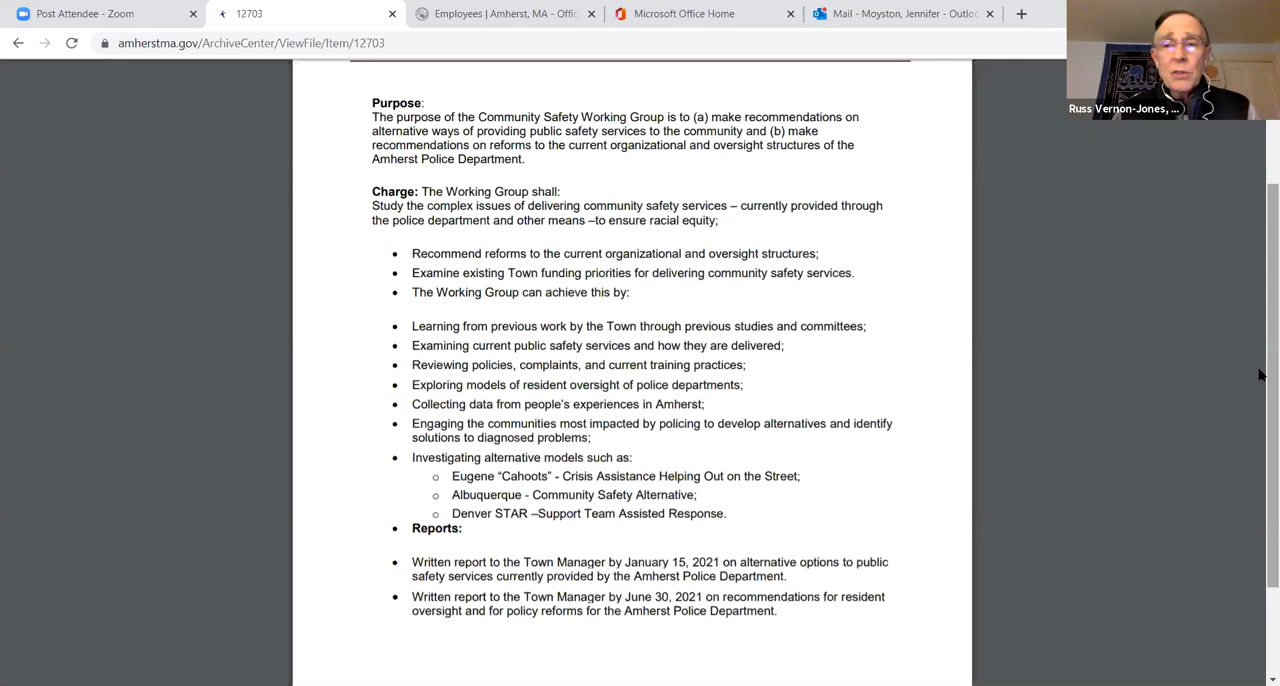 Post Attendee - Zoom
12703
Employees | Amherst, MA - Offic
Microsoft Office Home
Mail - Moyston, Jennifer - Outloo
amherstma.gov/ArchiveCenter/ViewFile/Item/12703
Russ Vernon-Jones, ...
Purpose:
The purpose of the Community Safety Working Group is to (a) make recommendations on
alternative ways of providing public safety services to the community and (b) make
recommendations on reforms to the current organizational and oversight structures of the
Amherst Police Department.
Charge: The Working Group shall:
Study the complex issues of delivering community safety services – currently provided through
the police department and other means –to ensure racial equity;
• Recommend reforms to the current organizational and oversight structures;
• Examine existing Town funding priorities for delivering community safety services.
• The Working Group can achieve this by:
• Learning from previous work by the Town through previous studies and committees;
• Examining current public safety services and how they are delivered;
• Reviewing policies, complaints, and current training practices;
• Exploring models of resident oversight of police departments;
• Collecting data from people's experiences in Amherst;
• Engaging the communities most impacted by policing to develop alternatives and identify
solutions to diagnosed problems;
• Investigating alternative models such as:
o Eugene “Cahoots” - Crisis Assistance Helping Out on the Street;
o Albuquerque - Community Safety Alternative;
o Denver STAR –Support Team Assisted Response.
• Reports:
• Written report to the Town Manager by January 15, 2021 on alternative options to public
safety services currently provided by the Amherst Police Department.
• Written report to the Town Manager by June 30, 2021 on recommendations for resident
oversight and for policy reforms for the Amherst Police Department.